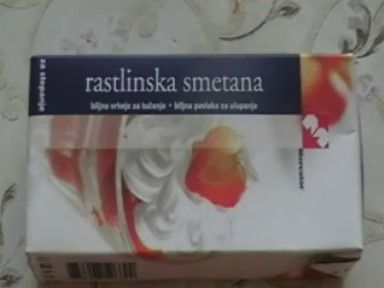 za stepanje
rastlinska smetana
biljno vrhnje za tučenje • biljna pavlaka za ulupanje
Mercator